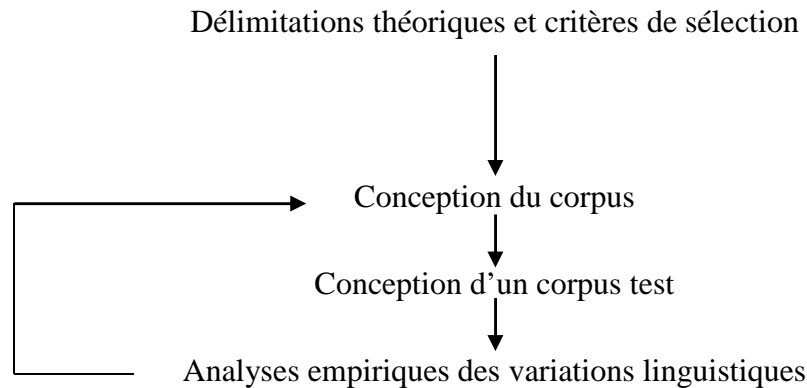 Délimitations théoriques et critères de sélection
Conception du corpus
Conception d’un corpus test
Analyses empiriques des variations linguistiques